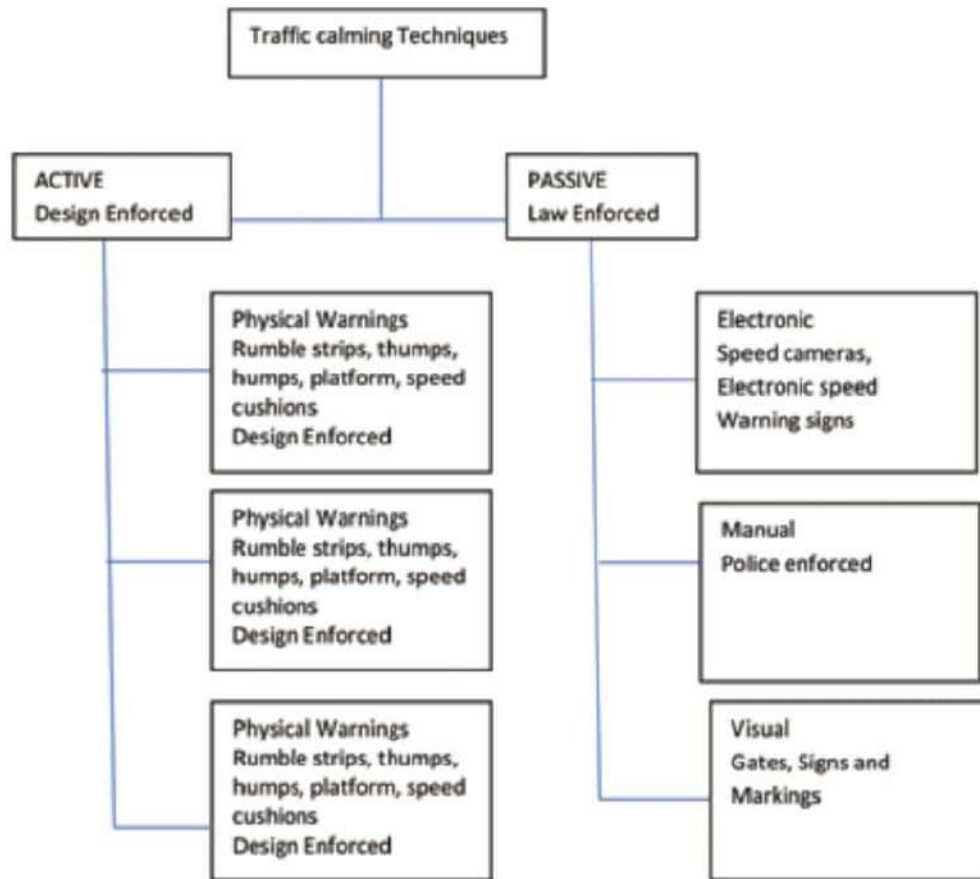 Traffic calming Techniques
ACTIVE
Design Enforced
PASSIVE
Law Enforced
Physical Warnings
Rumble strips, thumps,
humps, platform, speed
cushions
Design Enforced
Physical Warnings
Rumble strips, thumps,
humps, platform, speed
cushions
Design Enforced
Physical Warnings
Rumble strips, thumps,
humps, platform, speed
cushions
Design Enforced
Electronic
Speed cameras,
Electronic speed
Warning signs
Manual
Police enforced
Visual
Gates, Signs and
Markings